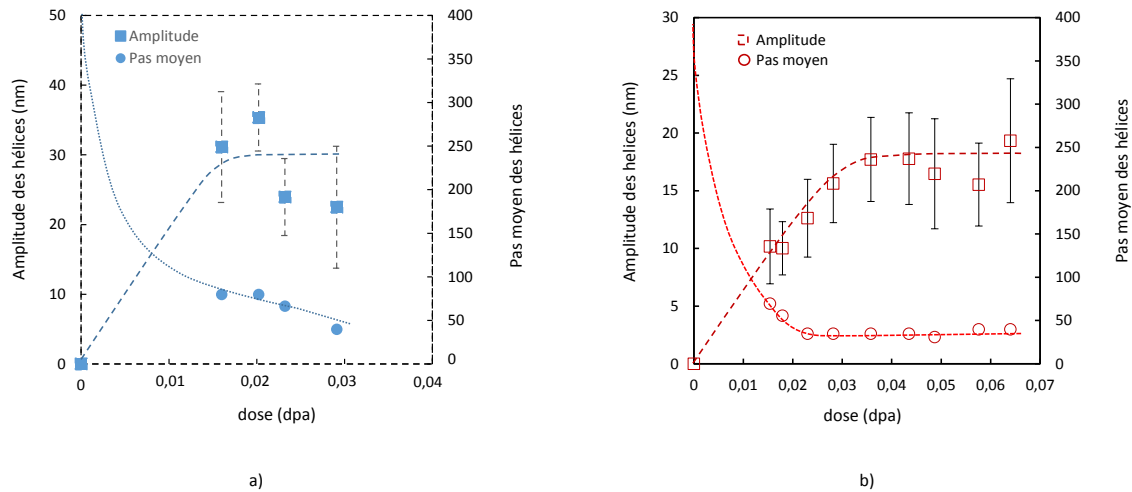 50
40
30
20
10
0
Amplitude des hélices (nm)
400
350
300
250
200
150
100
50
0
Pas moyen des hélices
Amplitude
Pas moyen
0 0,01 0,02 0,03 0,04
dose (dpa)
a)
30
25
20
15
10
5
0
Amplitude des helices (nm)
400
350
300
250
200
150
100
50
0
Pas moyen des hélices
Amplitude
Pas moyen
0 0,01 0,02 0,03 0,04 0,05 0,06 0,07
dose (dpa)
b)